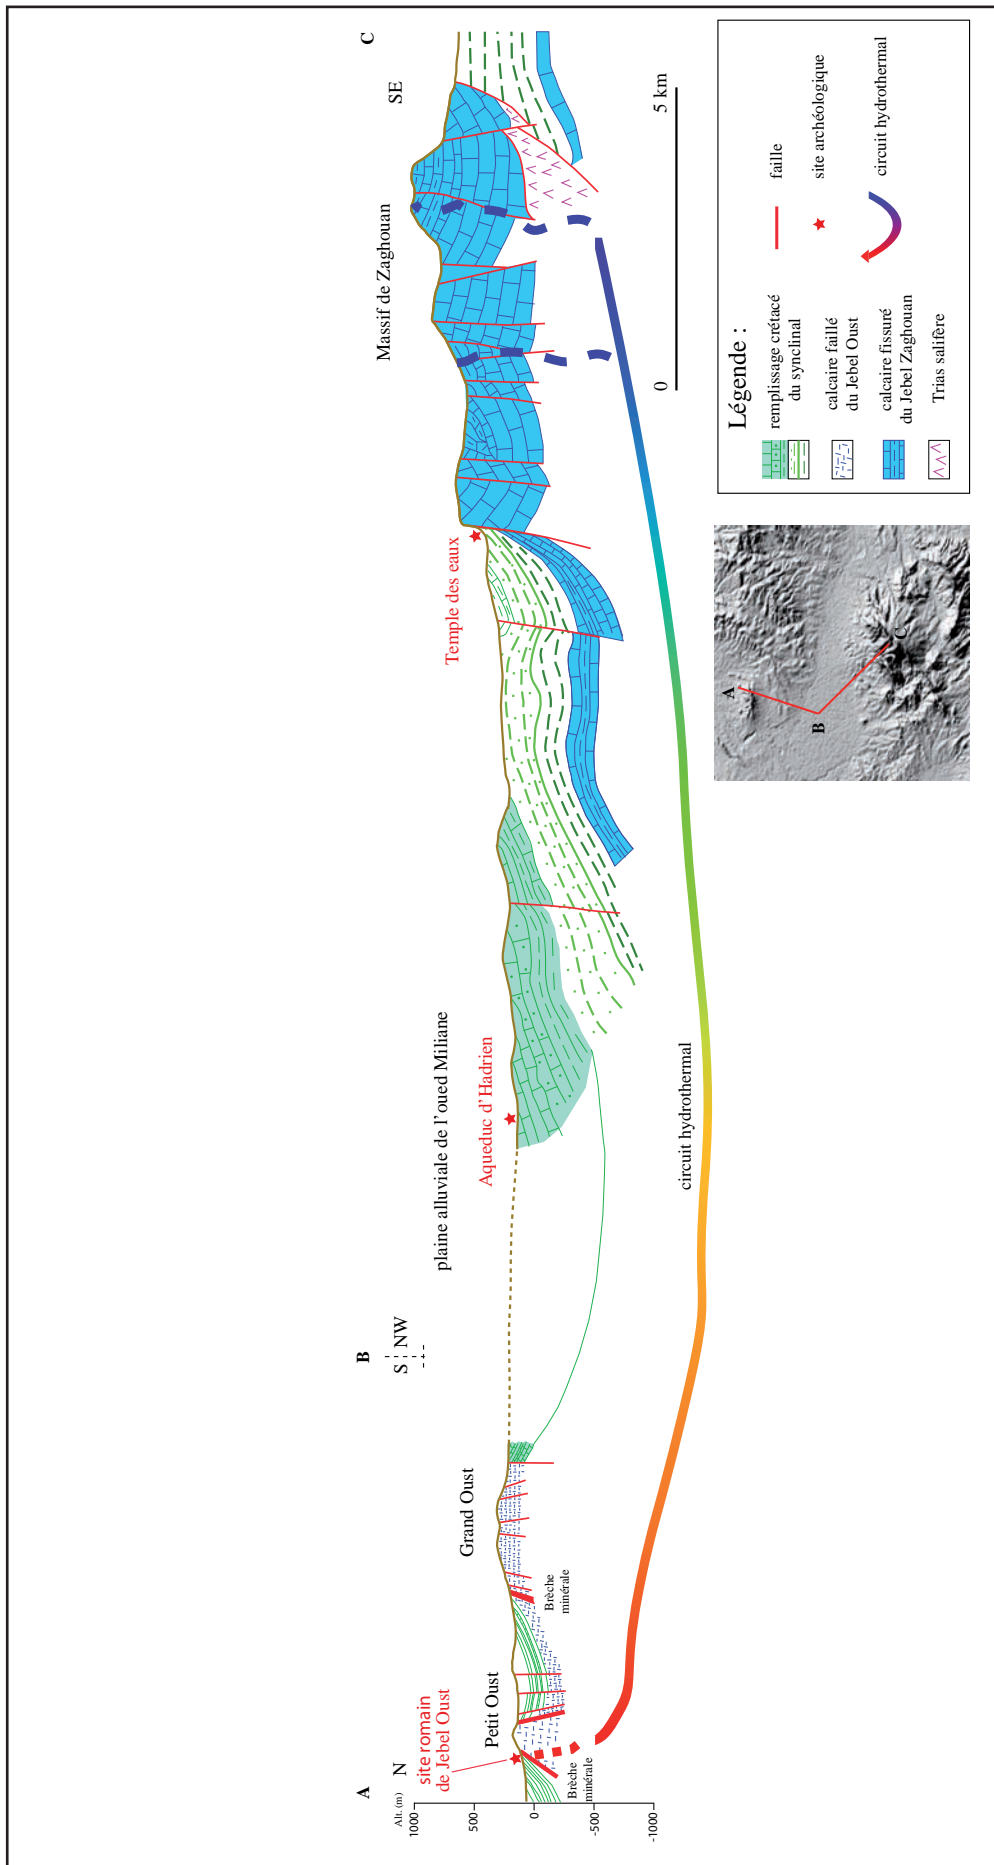 A
N
Alt. (m)
1000
500
0
-500
-1000
site romain
de Jebel Oust
Petit Oust
Brèche
minérale
Brèche
minérale
Grand Oust
B
S NW
plaine alluviale de l'oued Miliane
Aqueduc d'Hadrien
circuit hydrothermal
Temple des eaux
Massif de Zaghouan
SE
C
0
5 km
A
B
C
Légende :
remplissage crétacé
du synclinal
calcaire faillé
du Jebel Oust
calcaire fissuré
du Jebel Zaghouan
Trias salifère
faille
site archéologique
circuit hydrothermal